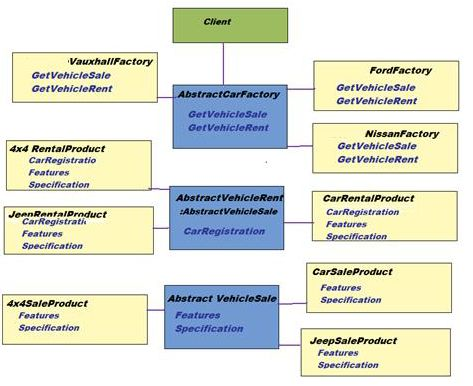 Client
VauxhallFactory
GetVehicleSale
GetVehicleRent
AbstractCarFactory
GetVehicleSale
GetVehicleRent
FordFactory
GetVehicleSale
GetVehicleRent
NissanFactory
GetVehicleSale
GetVehicleRent
4x4 RentalProduct
CarRegistratio
Features
Specification
AbstractVehicleRent
:AbstractVehicleSale
CarRegistration
CarRentalProduct
CarRegistration
Features
Specification
JeepRentalProduct
CarRegistratio
Features
Specification
Abstract VehicleSale
Features
Specification
CarSaleProduct
Features
Specification
4x4SaleProduct
Features
Specification
JeepSaleProduct
Features
Specification